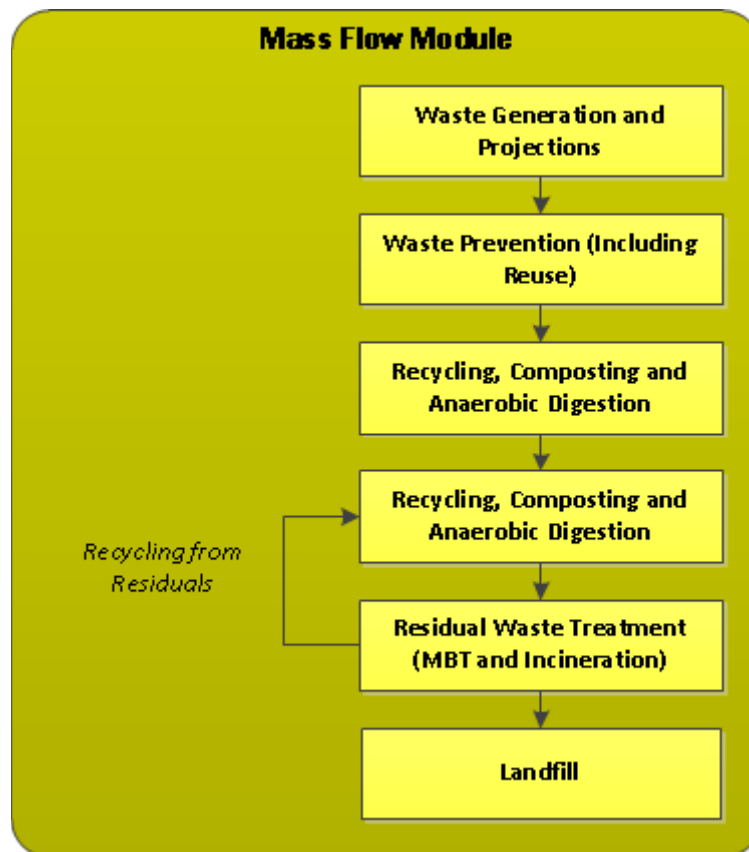 Mass Flow Module
Waste Generation and
Projections
Waste Prevention (Including
Reuse)
Recycling, Composting and
Anaerobic Digestion
Recycling, Composting and
Anaerobic Digestion
Recycling from
Residuals
Residual Waste Treatment
(MBT and Incineration)
Landfill